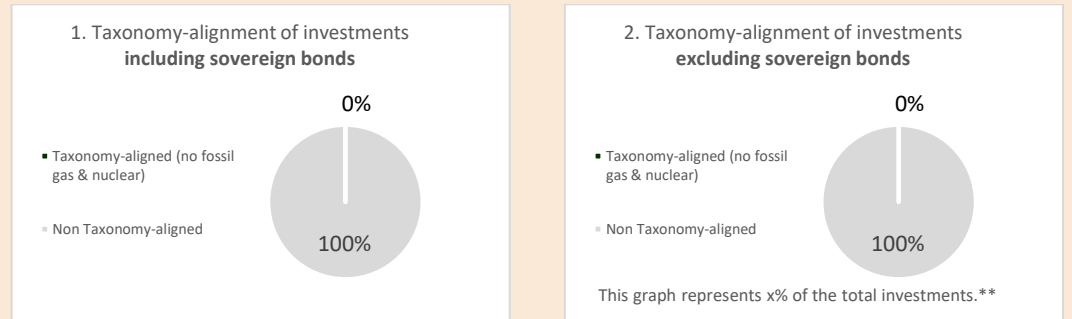 1. Taxonomy-alignment of investments
including sovereign bonds
0%
Taxonomy-aligned (no fossil
gas & nuclear)
Non Taxonomy-aligned
100%
2. Taxonomy-alignment of investments
excluding sovereign bonds
0%
Taxonomy-aligned (no fossil
gas & nuclear)
Non Taxonomy-aligned
100%
This graph represents x% of the total investments.**